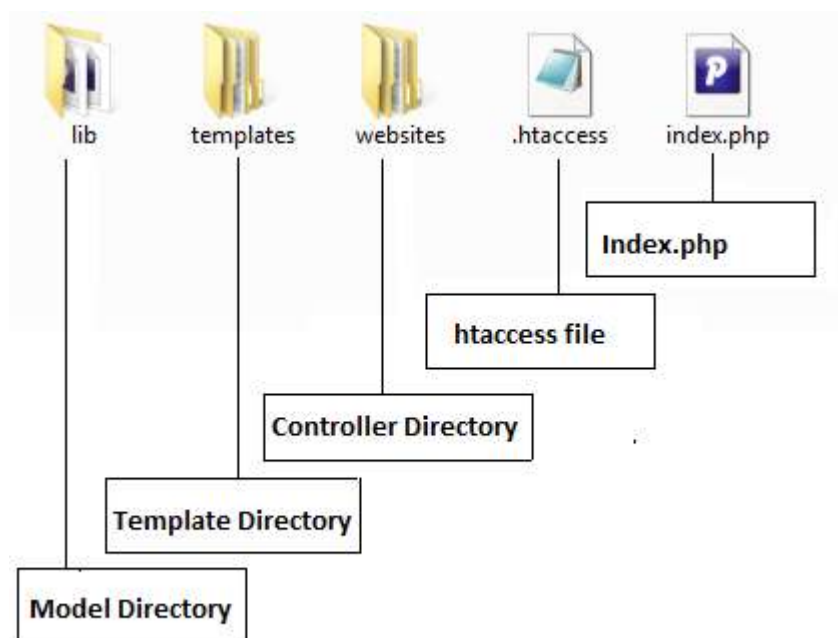 lib
templates
websites
.htaccess
index.php
Index.php
htaccess file
Controller Directory
Template Directory
Model Directory